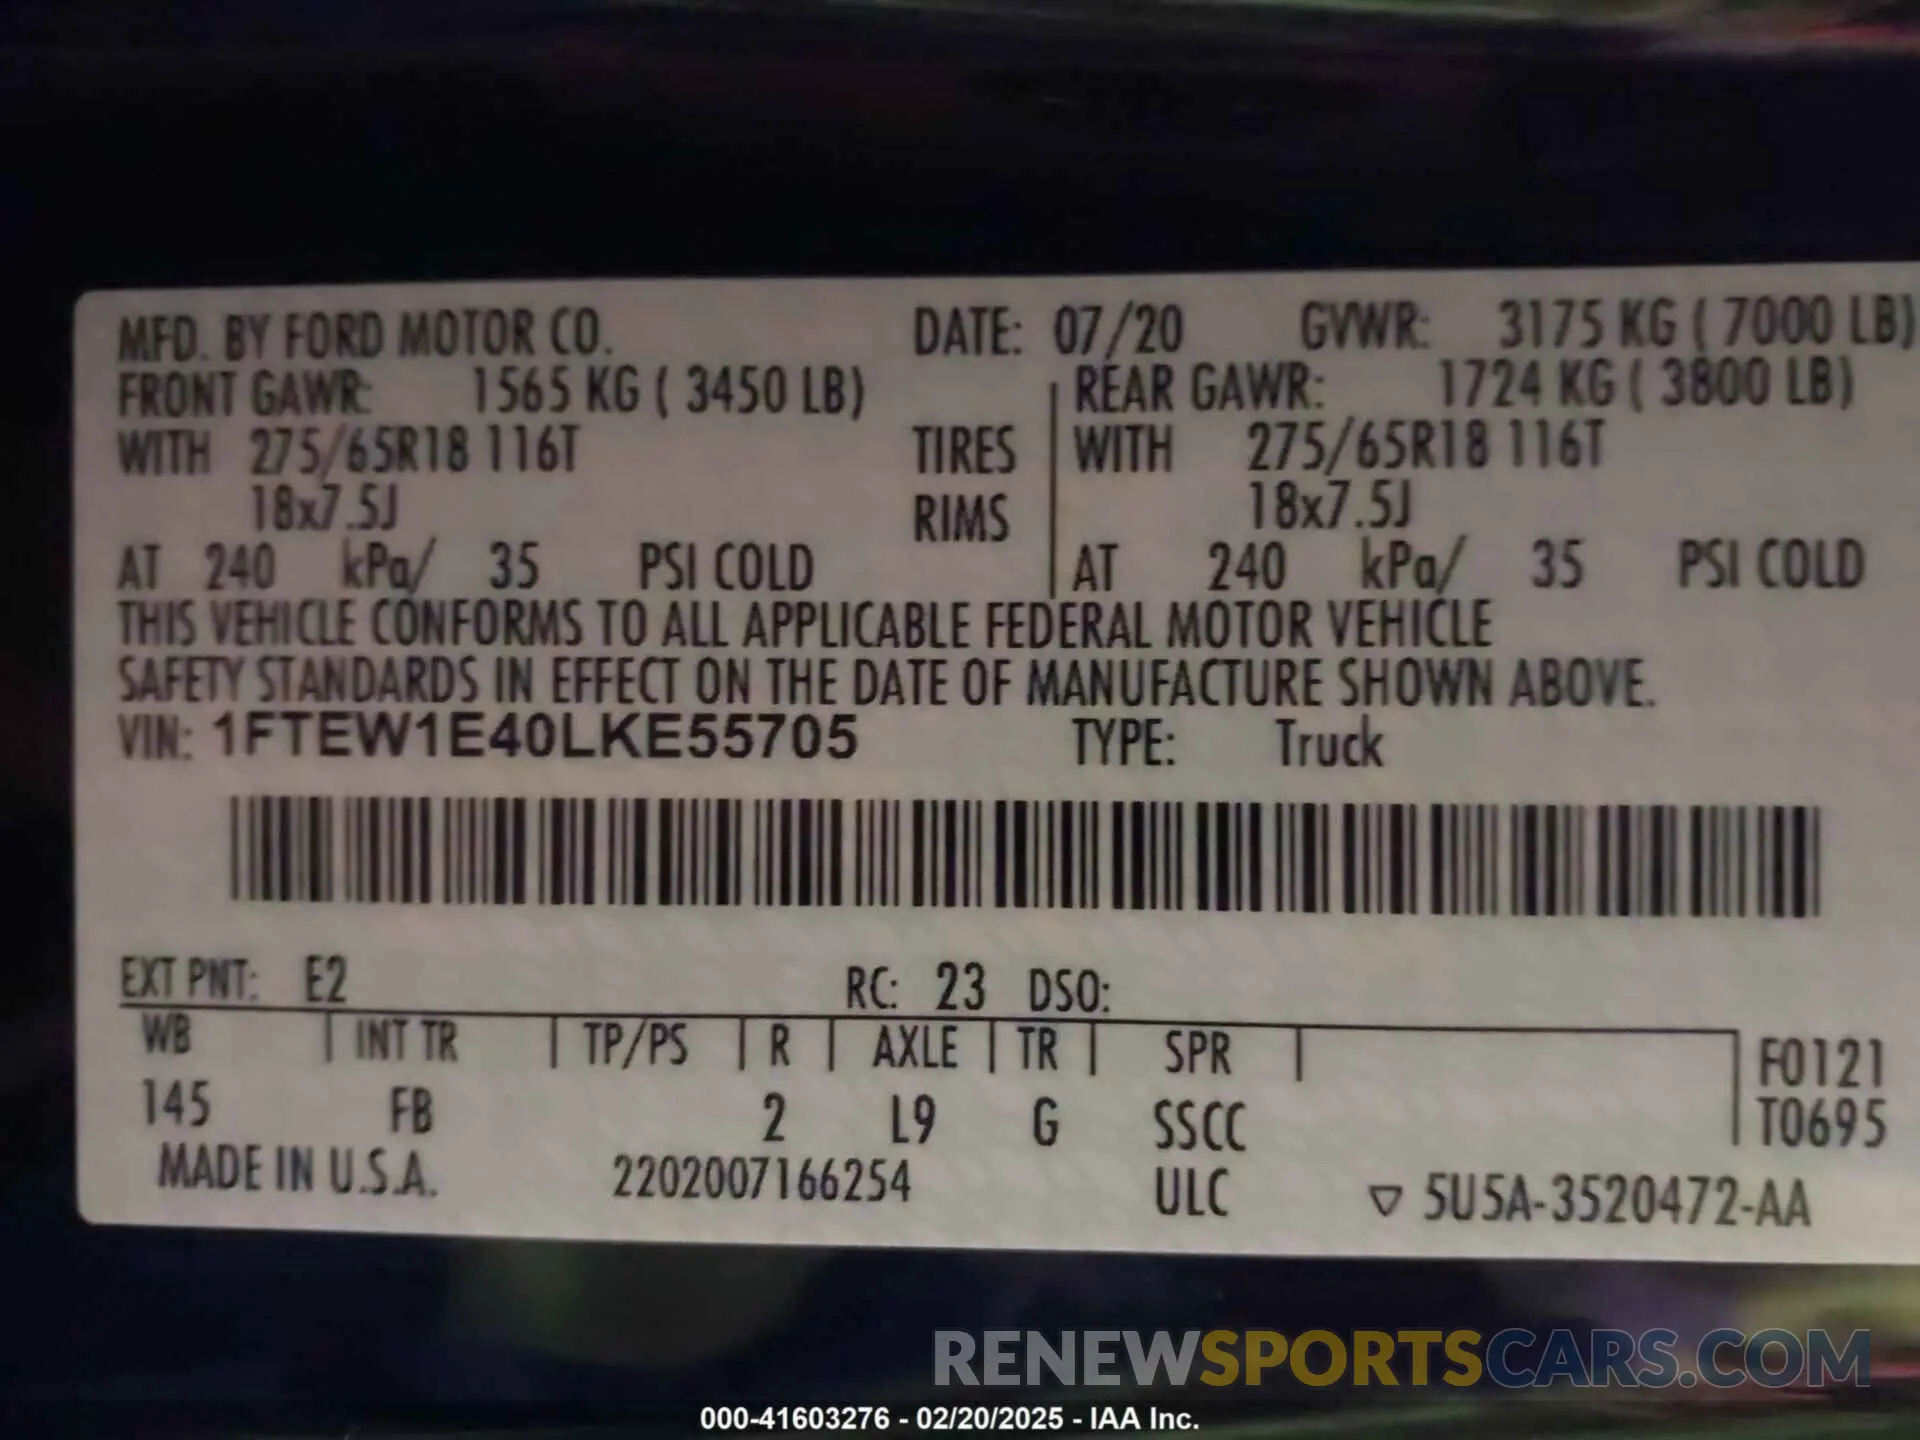 MFD. BY FORD MOTOR CO. DATE: 07/20 GVWR: 3175 KG ( 7000 LB)
FRONT GAWR: 1565 KG ( 3450 LB) REAR GAWR: 1724 KG ( 3800 LB)
WITH 275/65R18 116T TIRES WITH 275/65R18 116T
18x7.5J RIMS 18x7.5J
AT 240 kPa/ 35 PSI COLD AT 240 kPa/ 35 PSI COLD
THIS VEHICLE CONFORMS TO ALL APPLICABLE FEDERAL MOTOR VEHICLE
SAFETY STANDARDS IN EFFECT ON THE DATE OF MANUFACTURE SHOWN ABOVE.
VIN: 1FTEW1E40LKE55705 TYPE: Truck
EXT PNT: E2 RC: 23 DSO:
WB INT TR TP/PS R AXLE TR SPR F0121
145 FB 2 L9 G SSCC T0695
MADE IN U.S.A. 2202007166254 ULC ▽ 5U5A-3520472-AA
RENEWSPORTSCARS.COM
000-41603276 - 02/20/2025 - IAA Inc.